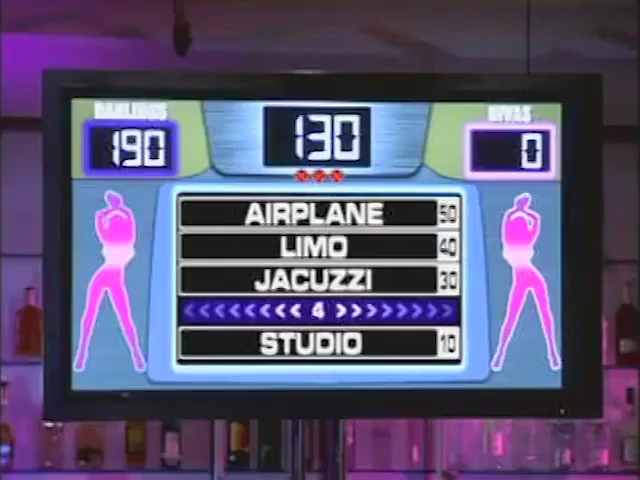 DARLINGS
DIVAS
190
130
0
AIRPLANE 50
LIMO 40
JACUZZI 30
<<<<<<<< 4 >>>>>>>>
STUDIO 10